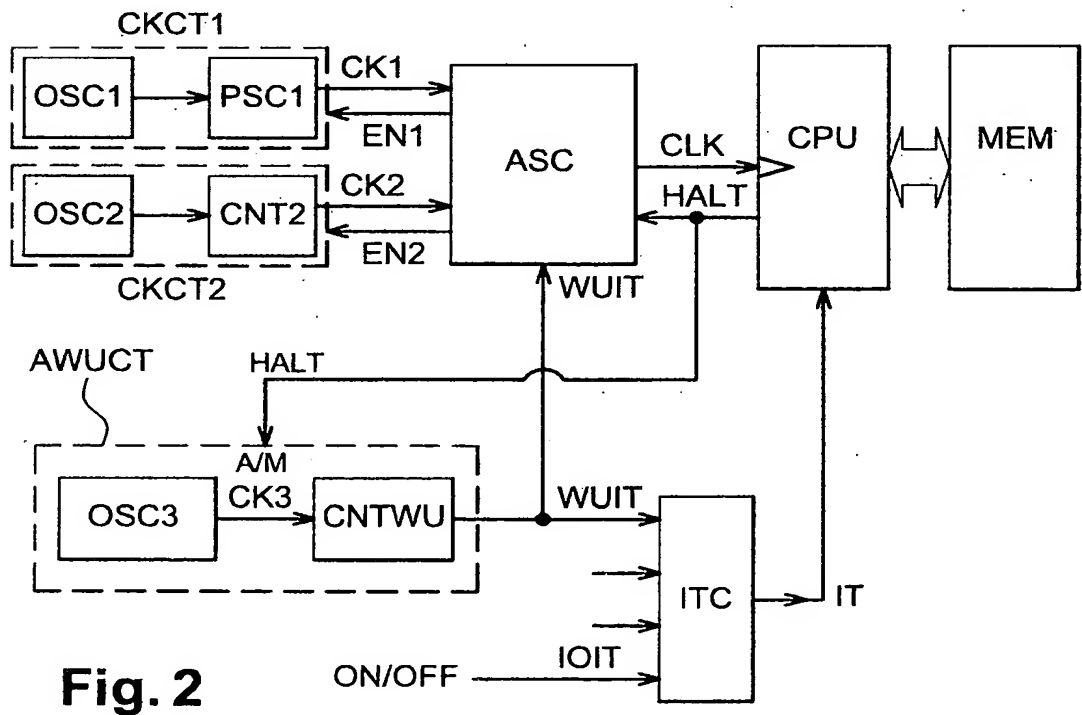 CKCT1
OSC1
PSC1
CK1
EN1
OSC2
CNT2
CK2
EN2
CKCT2
ASC
CLK
HALT
CPU
MEM
WUIT
AWUCT
HALT
A/M
OSC3
CK3
CNTWU
WUIT
ITC
IT
ON/OFF
IOIT
Fig. 2